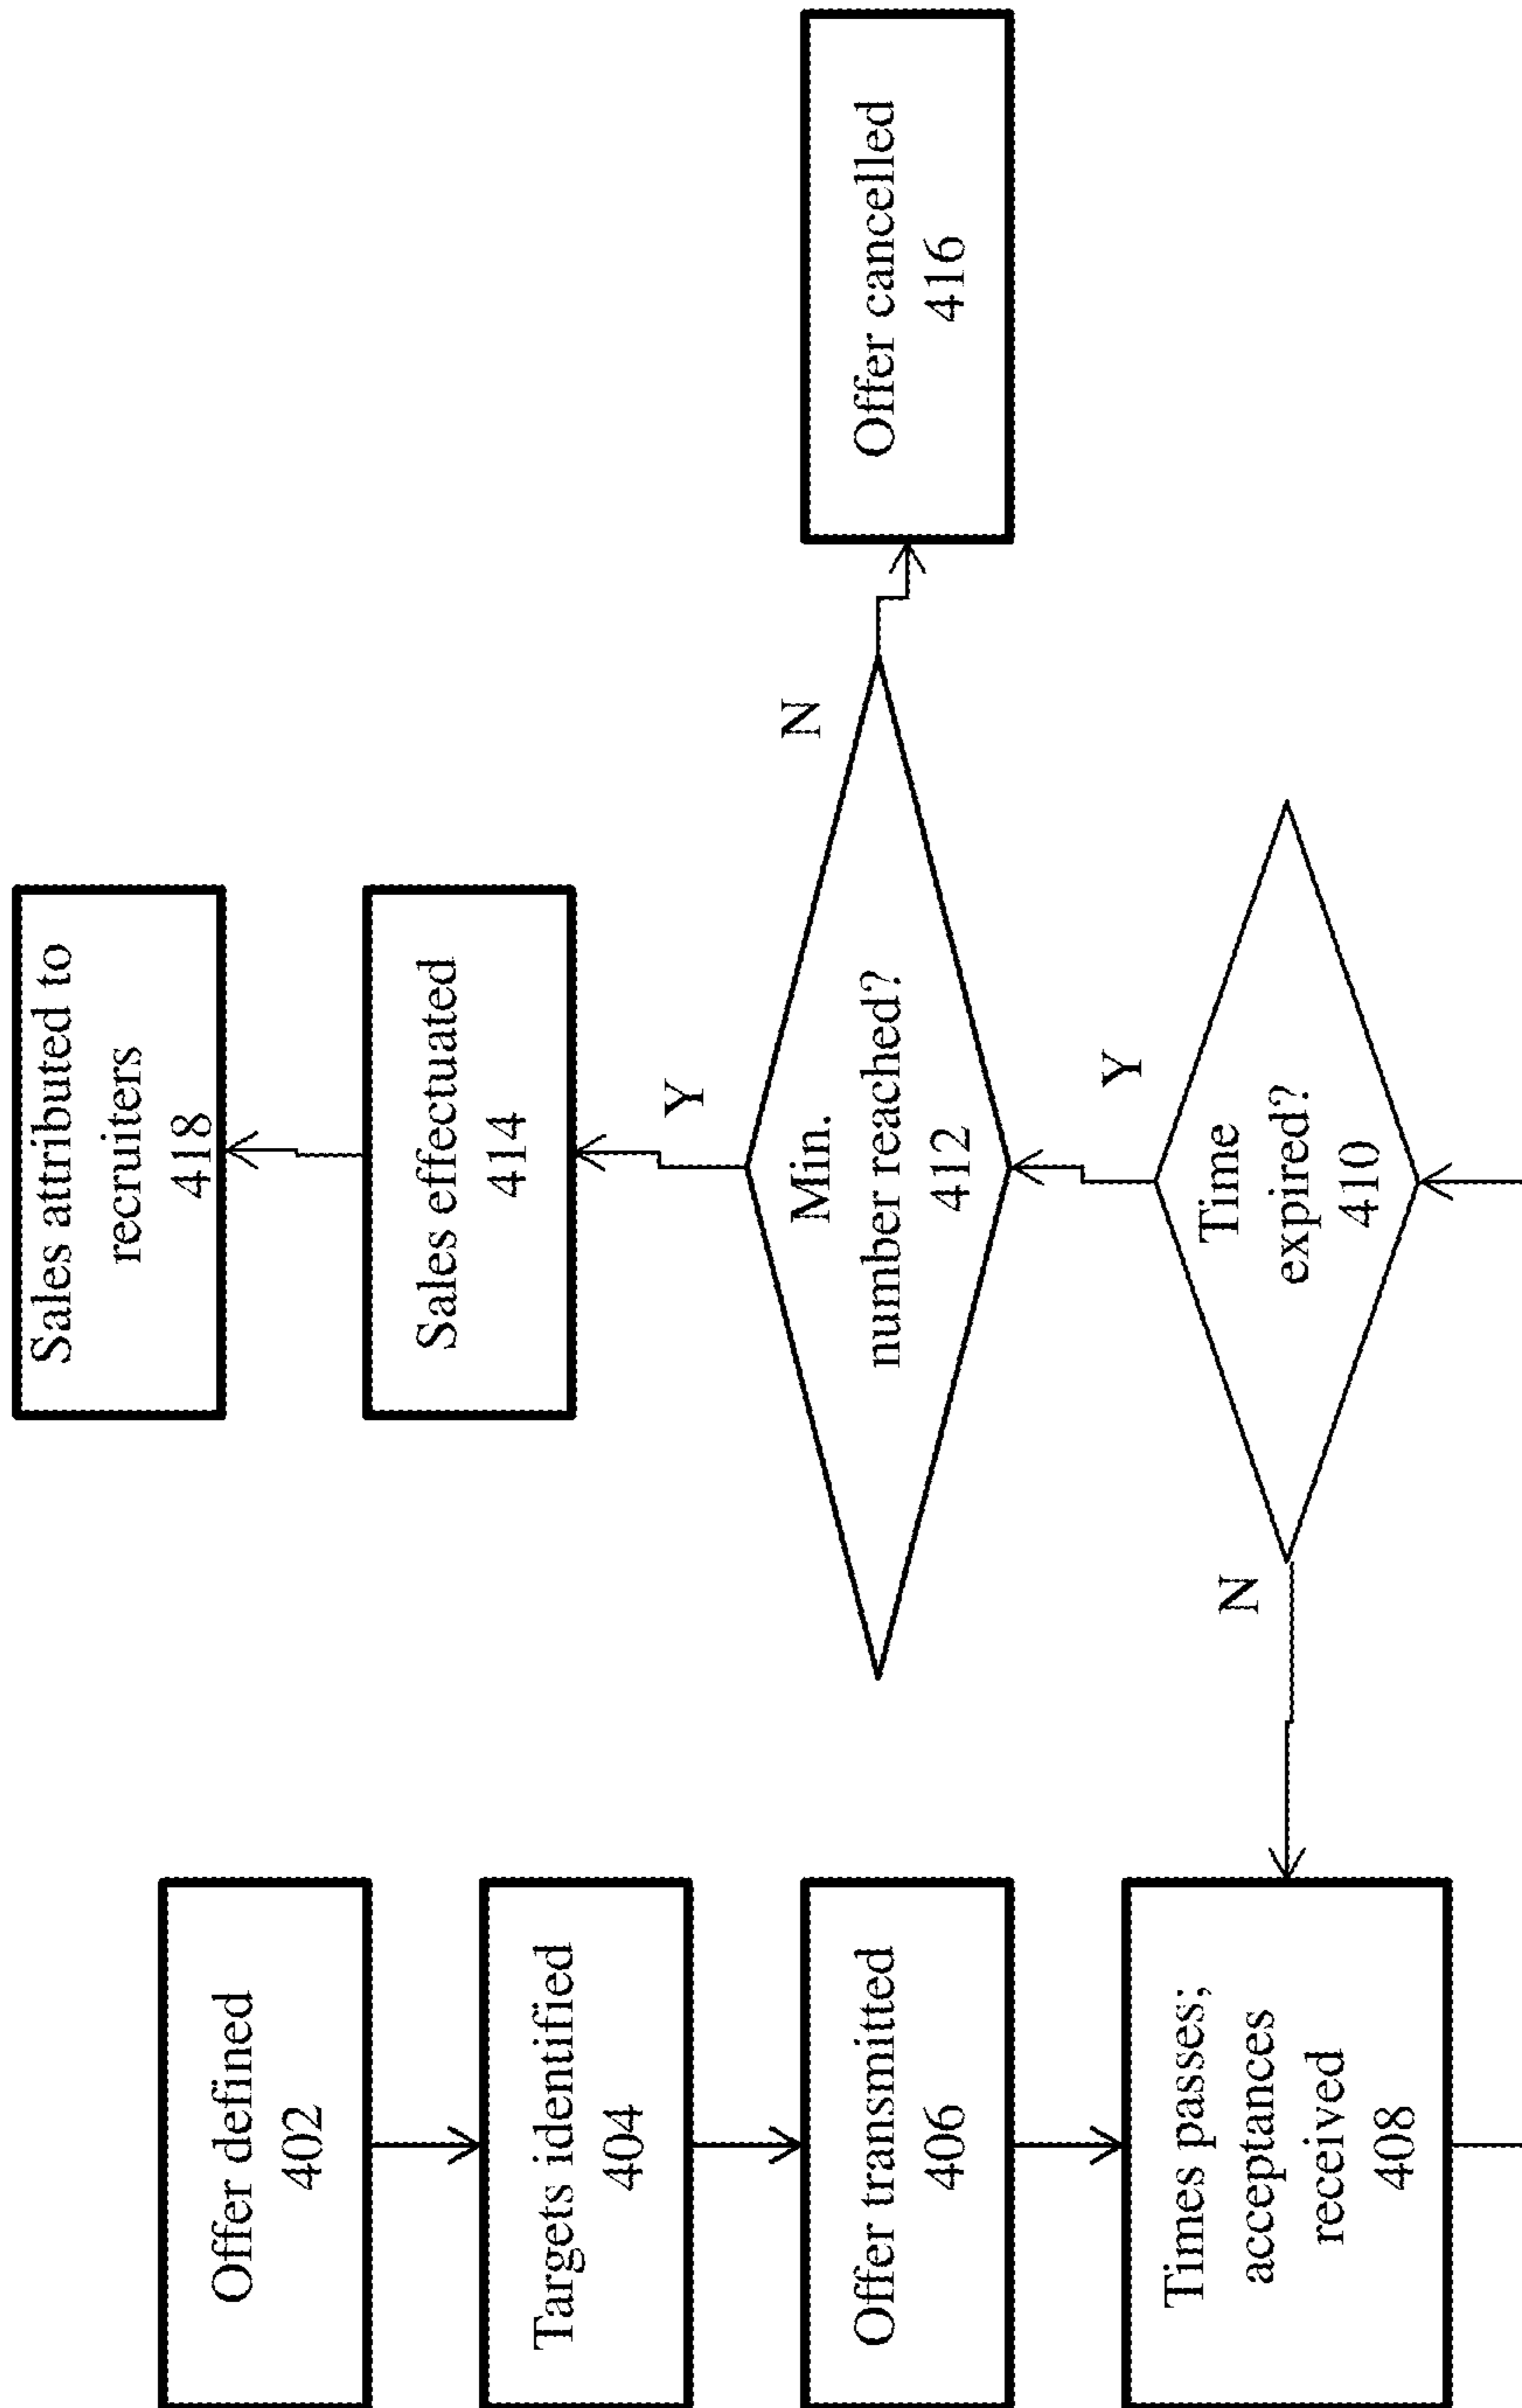 Offer defined
402
Targets identified
404
Offer transmitted
406
Times passes;
acceptances
received
408
Sales attributed to
recruiters
418
Sales effectuated
414
Y
Min.
number reached?
412
N
Offer cancelled
416
Y
Time
expired?
410
N